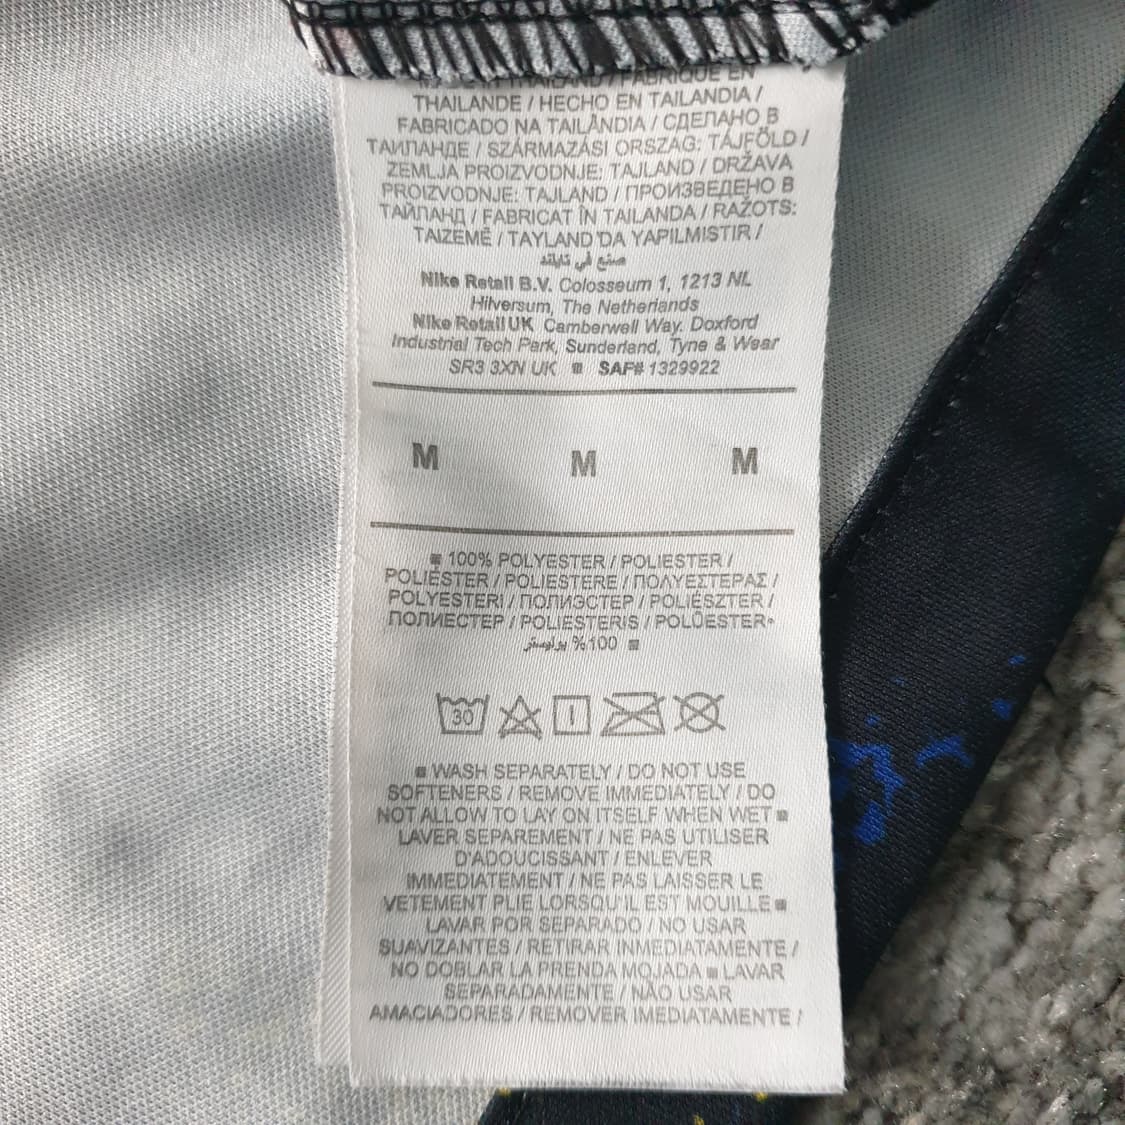 THAILAND / FABRIQUE EN
THAILANDE / HECHO EN TAILANDIA /
FABRICADO NA TAILÂNDIA / СДЕЛАНО В
ТАИЛАНДЕ / SZÁRMAZÁSI ORSZAG: TÁJFÖLD /
ZEMLJA PROIZVODNJE: TAJLAND / DRŽAVA
PROIZVODNJE: TAJLAND / ПРОИЗВЕДЕНО В
ТАЙЛАНД / FABRICAT ÎN TAILANDA / RAŽOTS:
TAIZEMĒ / TAYLAND'DA YAPILMISTIR /
صنع في تايلاند
Nike Retail B.V. Colosseum 1, 1213 NL
Hilversum, The Netherlands
Nike Retail UK Camberwell Way. Doxford
Industrial Tech Park, Sunderland, Tyne & Wear
SR3 3XN UK ▪ SAF# 1329922
M M M
▪ 100% POLYESTER / POLIESTER /
POLIÉSTER / POLIESTERE / ΠΟΛΥΕΣΤΕΡΑΣ /
POLYESTERI / ПОЛИЭСТЕР / POLIÉSZTER /
ПОЛИЕСТЕР / POLIESTERIS / POLÜESTER▪
100% بوليستر ▪
30
▪ WASH SEPARATELY / DO NOT USE
SOFTENERS / REMOVE IMMEDIATELY / DO
NOT ALLOW TO LAY ON ITSELF WHEN WET ▪
LAVER SEPAREMENT / NE PAS UTILISER
D'ADOUCISSANT / ENLEVER
IMMEDIATEMENT / NE PAS LAISSER LE
VETEMENT PLIE LORSQU'IL EST MOUILLE ▪
LAVAR POR SEPARADO / NO USAR
SUAVIZANTES / RETIRAR INMEDIATAMENTE /
NO DOBLAR LA PRENDA MOJADA ▪ LAVAR
SEPARADAMENTE / NÃO USAR
AMACIADORES / REMOVER IMEDIATAMENTE /